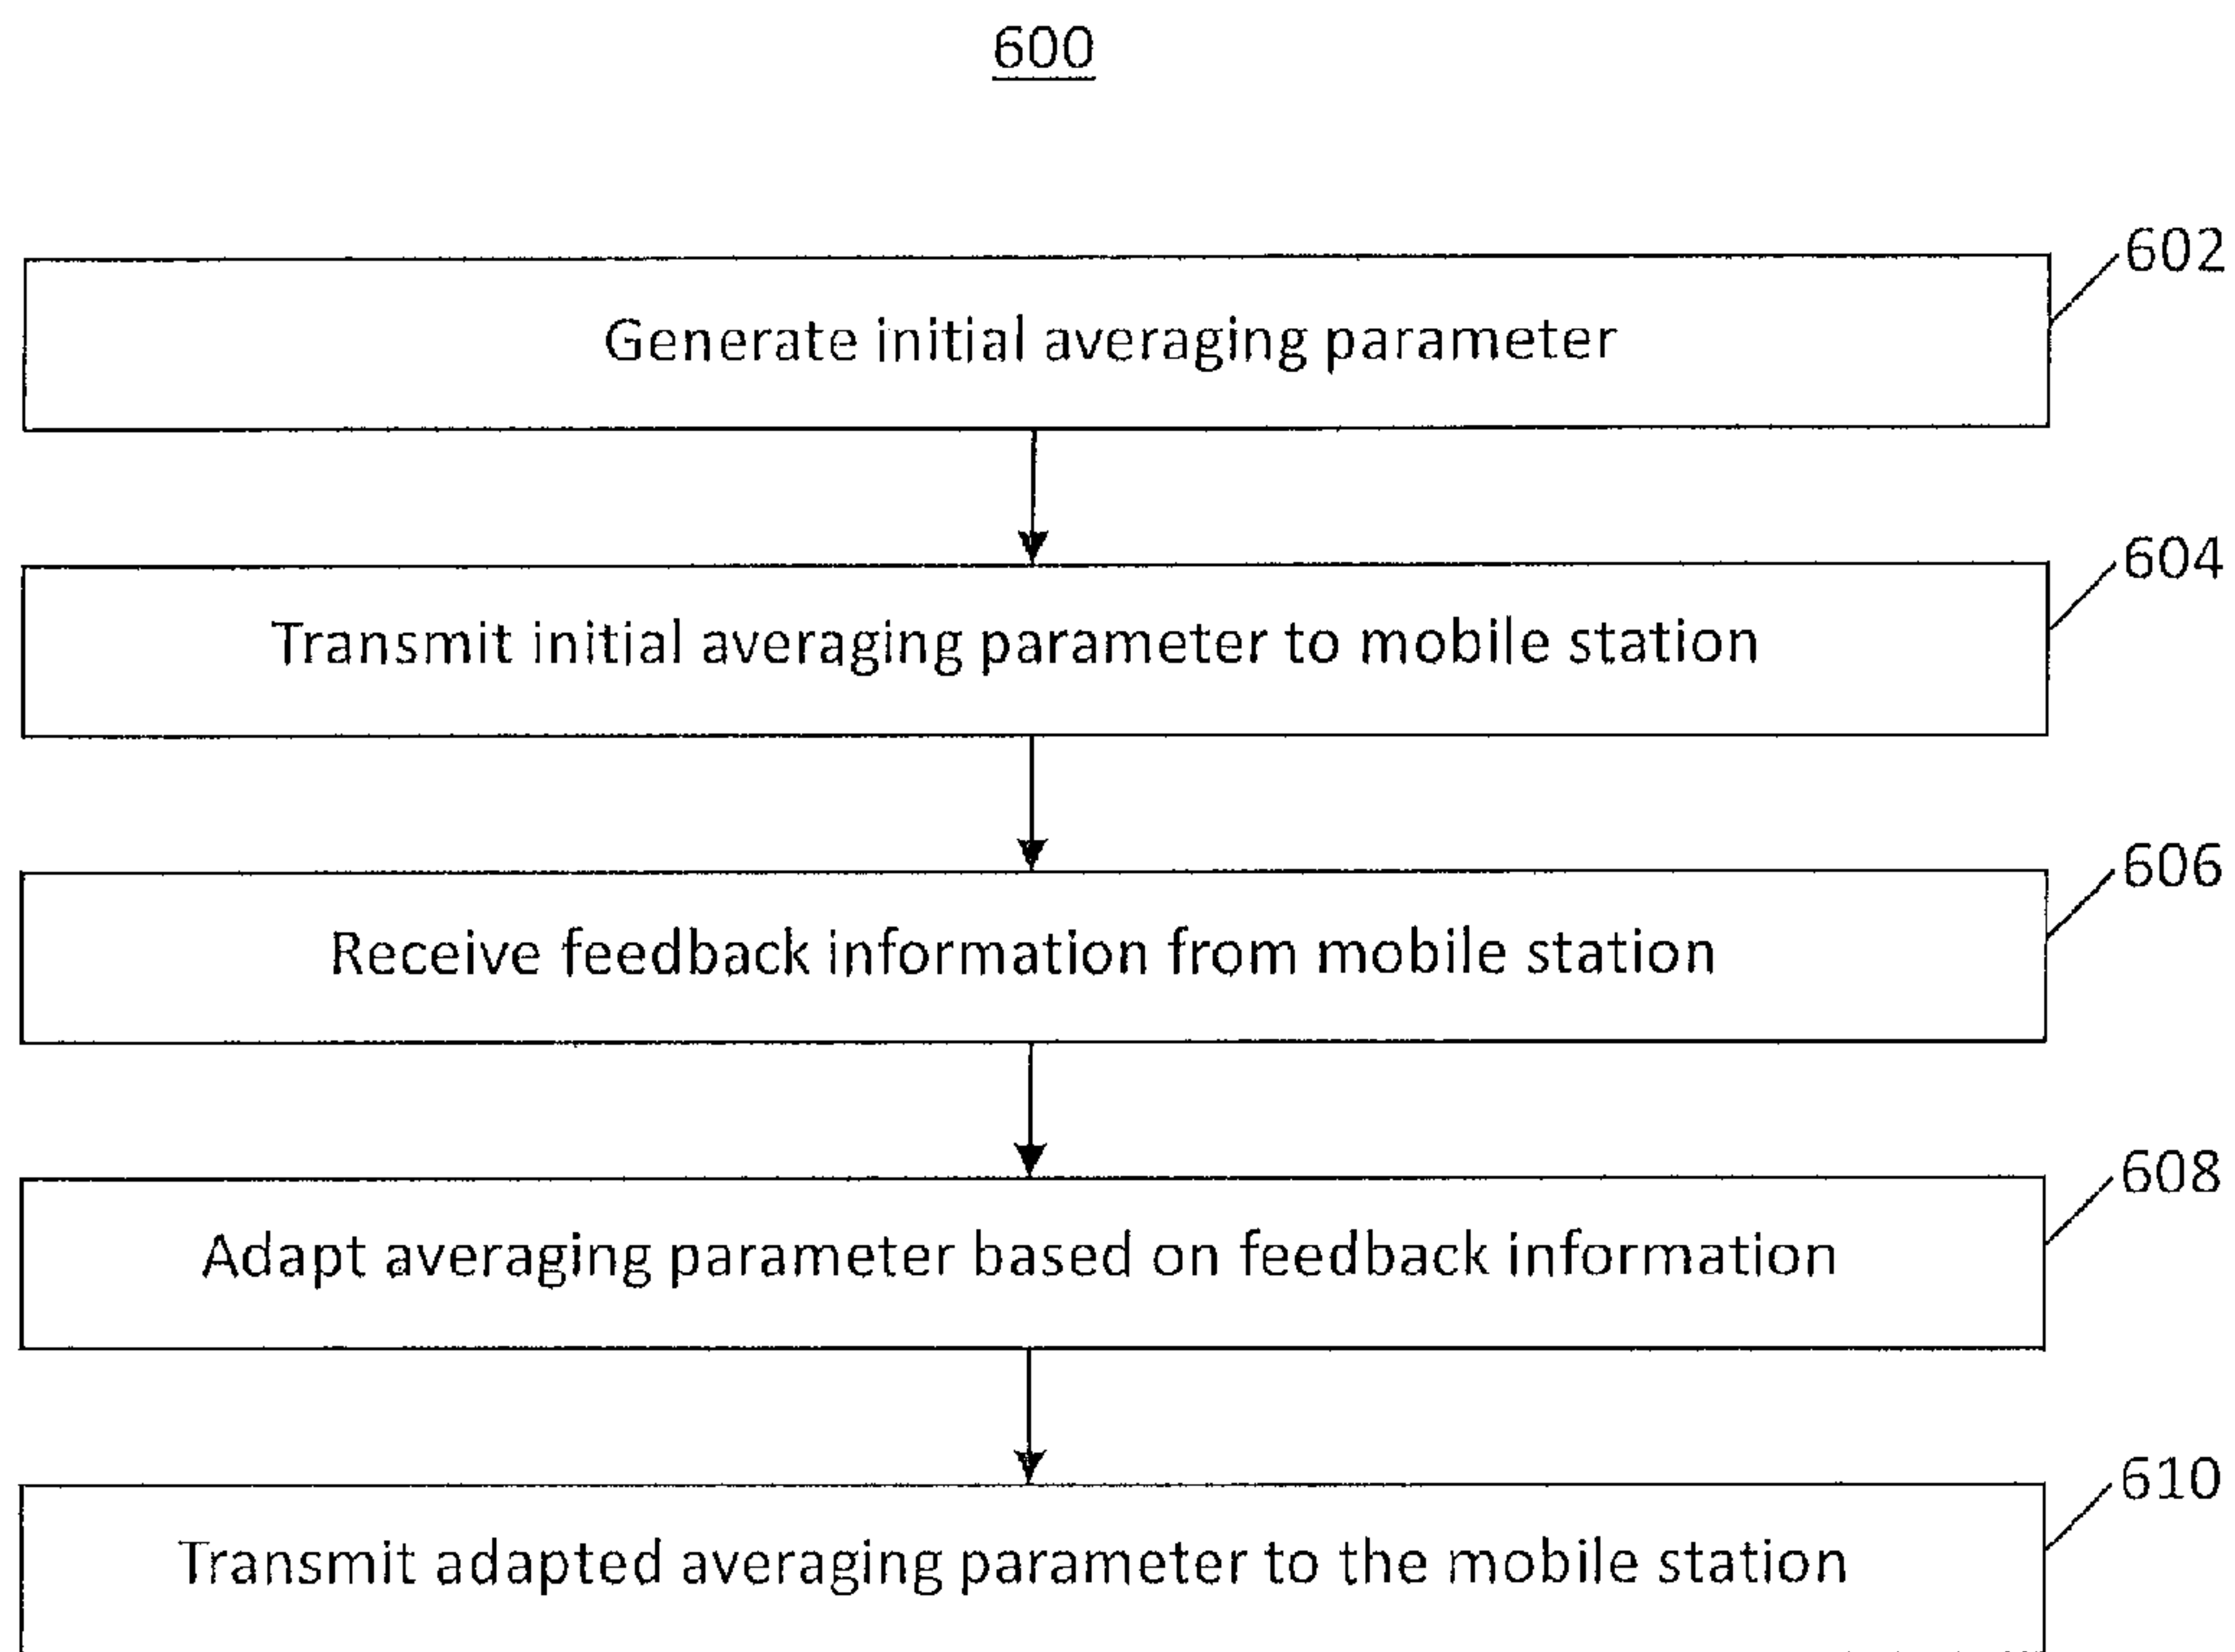 600
602
Generate initial averaging parameter
604
Transmit initial averaging parameter to mobile station
606
Receive feedback information from mobile station
608
Adapt averaging parameter based on feedback information
610
Transmit adapted averaging parameter to the mobile station